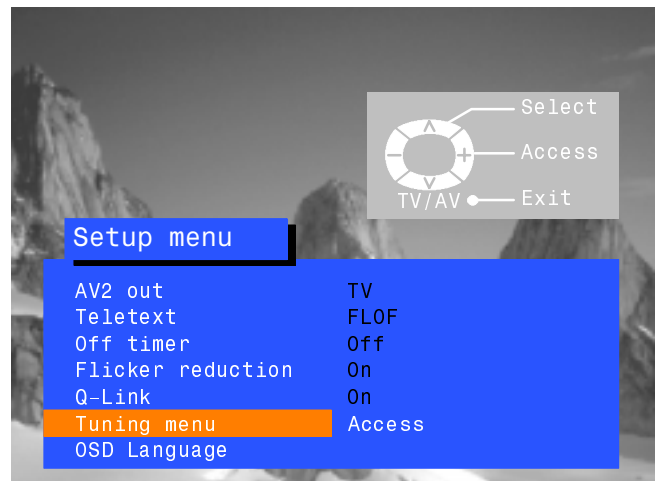 Select
Access
TV/AV Exit
Setup menu
AV2 out TV
Teletext FLOF
Off timer Off
Flicker reduction On
Q-Link On
Tuning menu Access
OSD Language